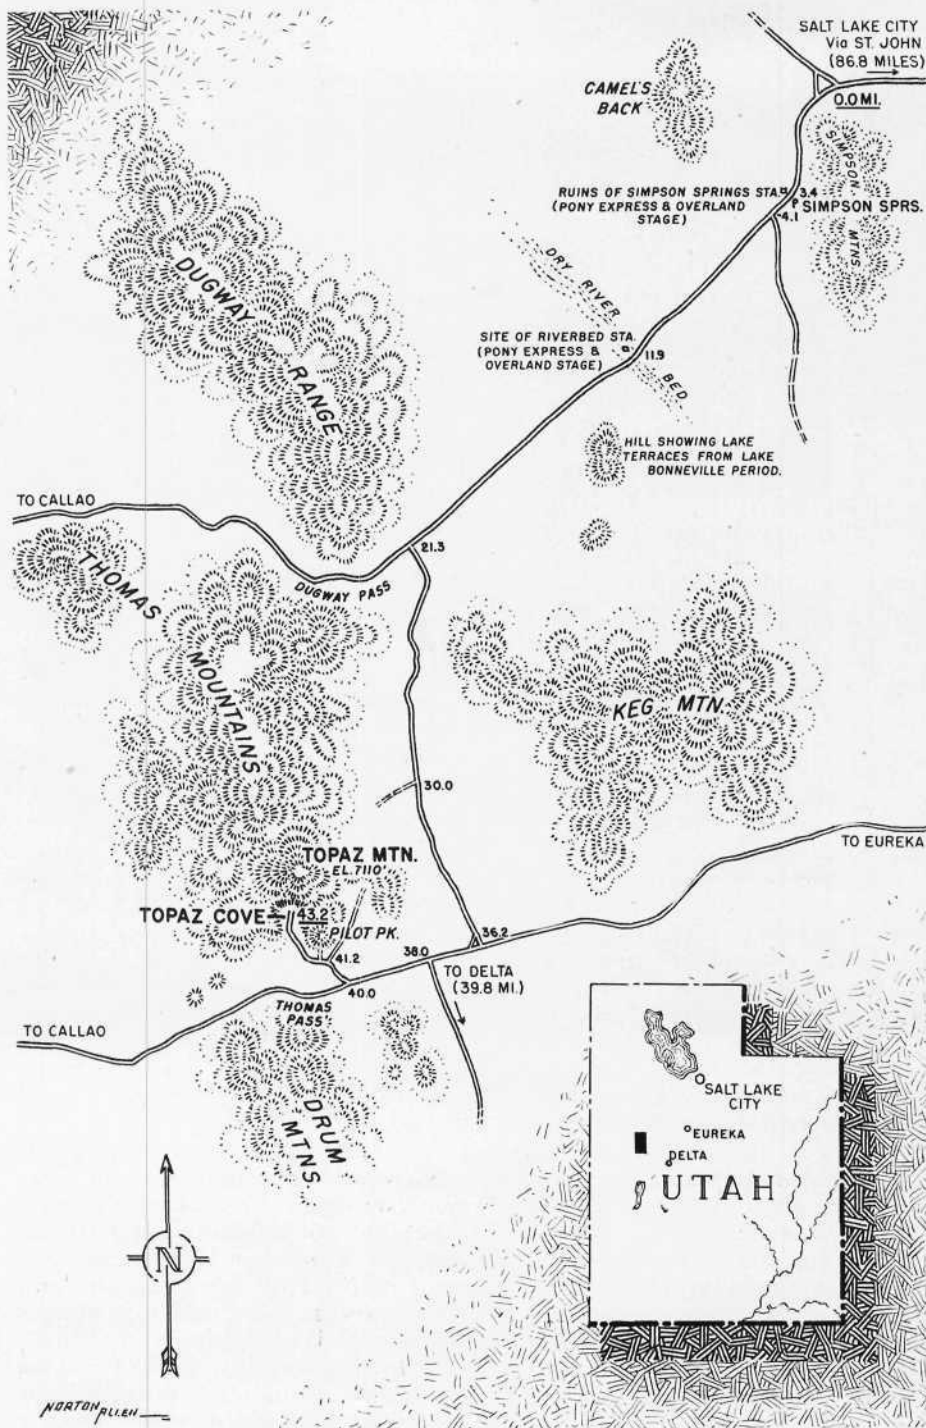 SALT LAKE CITY
Via ST. JOHN
(86.8 MILES)
0.0 MI.
CAMEL'S
BACK
SIMPSON
MTNS
RUINS OF SIMPSON SPRINGS STA.
(PONY EXPRESS & OVERLAND
STAGE)
3.4
SIMPSON SPRS.
4.1
DUGWAY
RANGE
DRY RIVER
BED
SITE OF RIVERBED STA.
(PONY EXPRESS &
OVERLAND STAGE)
11.9
HILL SHOWING LAKE
TERRACES FROM LAKE
BONNEVILLE PERIOD.
TO CALLAO
21.3
DUGWAY PASS
THOMAS
MOUNTAINS
KEG MTN.
30.0
TO EUREKA
TOPAZ MTN.
EL. 7110'
TOPAZ COVE
43.2
PILOT PK.
36.2
38.0
41.2
TO DELTA
(39.8 MI.)
40.0
THOMAS
PASS
TO CALLAO
DRUM
MTNS.
SALT LAKE
CITY
EUREKA
DELTA
UTAH
N
NORTON
ALLEN